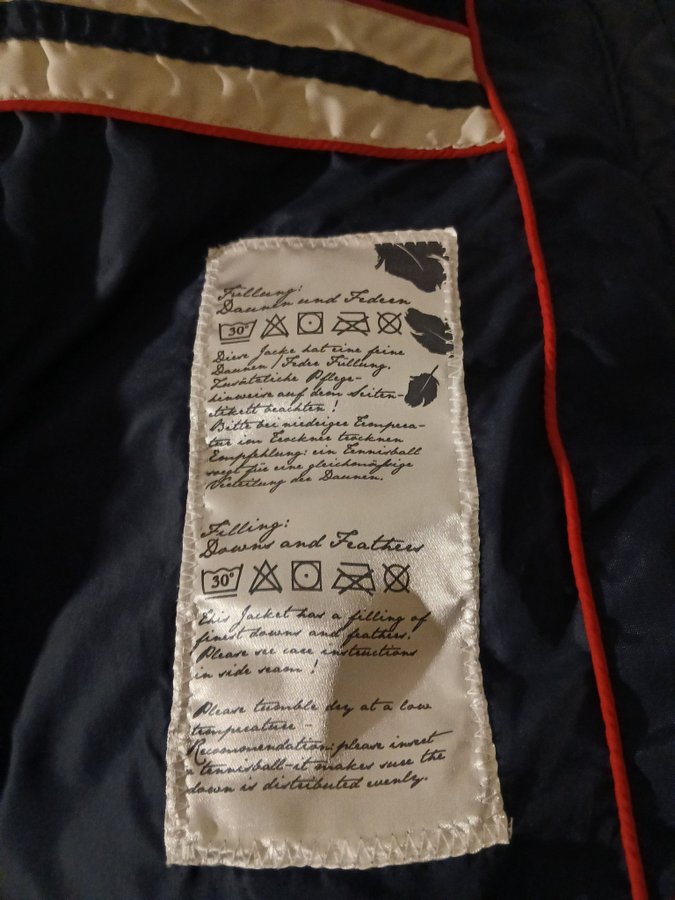 Füllung:
Daunen und Federn
30°
Diese Jacke hat eine feine
Daunen / Feder Füllung.
Zusätzliche Pflege-
hinweise auf dem Seiten-
etikett beachten !
Bitte bei niedriger Tempera-
tur im Trockner trocknen
Empfehlung: ein Tennisball
sorgt für eine gleichmäßige
Verteilung der Daunen.
Filling:
Downs and Feathers
30°
This Jacket has a filling of
finest downs and feathers.
Please see care instructions
in side seam !
Please tumble dry at a low
temperature -
Recommendation: please insert
a tennisball-it makes sure the
down is distributed evenly.